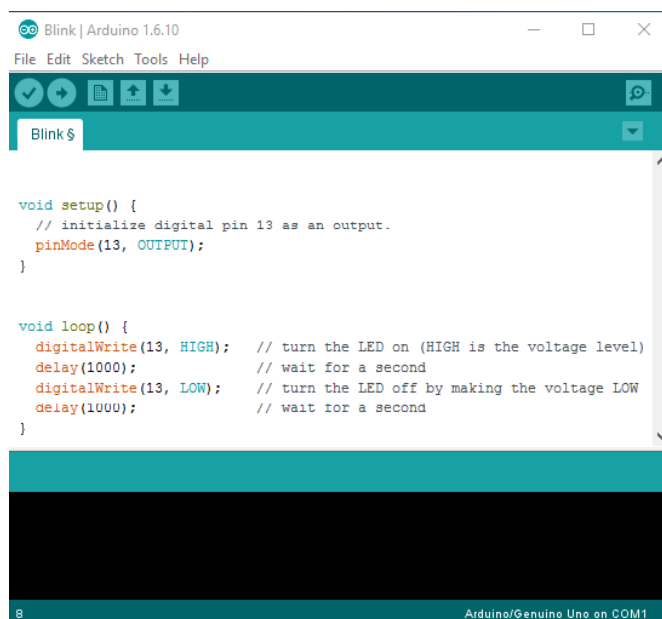 Blink | Arduino 1.6.10
File Edit Sketch Tools Help
Blink §
void setup() {
  // initialize digital pin 13 as an output.
  pinMode(13, OUTPUT);
}
void loop() {
  digitalWrite(13, HIGH);   // turn the LED on (HIGH is the voltage level)
  delay(1000);              // wait for a second
  digitalWrite(13, LOW);    // turn the LED off by making the voltage LOW
  delay(1000);              // wait for a second
}
8 Arduino/Genuino Uno on COM1